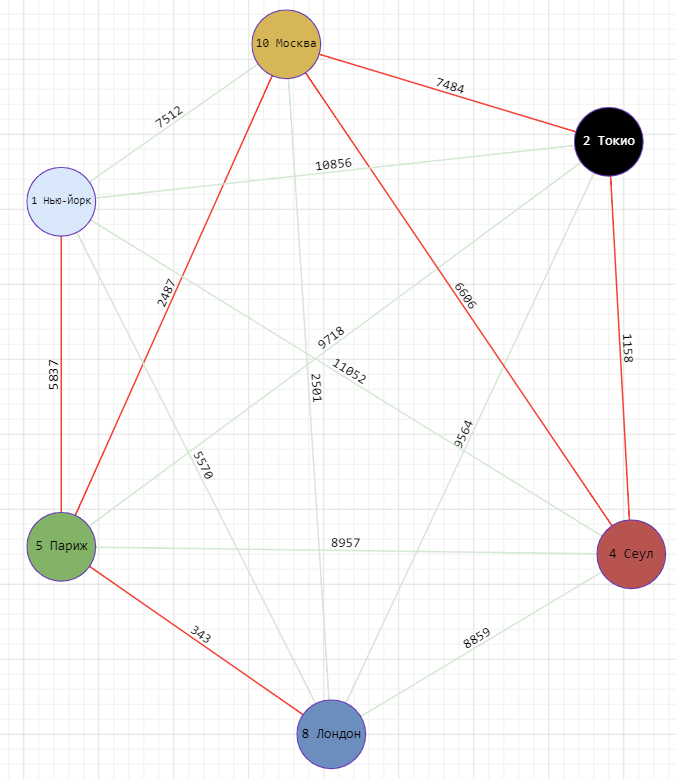 10 Москва
7484
7512
2 Токио
10856
1 Нью-Йорк
2487
6606
9718
1158
11052
5837
2501
9564
5570
5 Париж
8957
4 Сеул
343
8859
8 Лондон